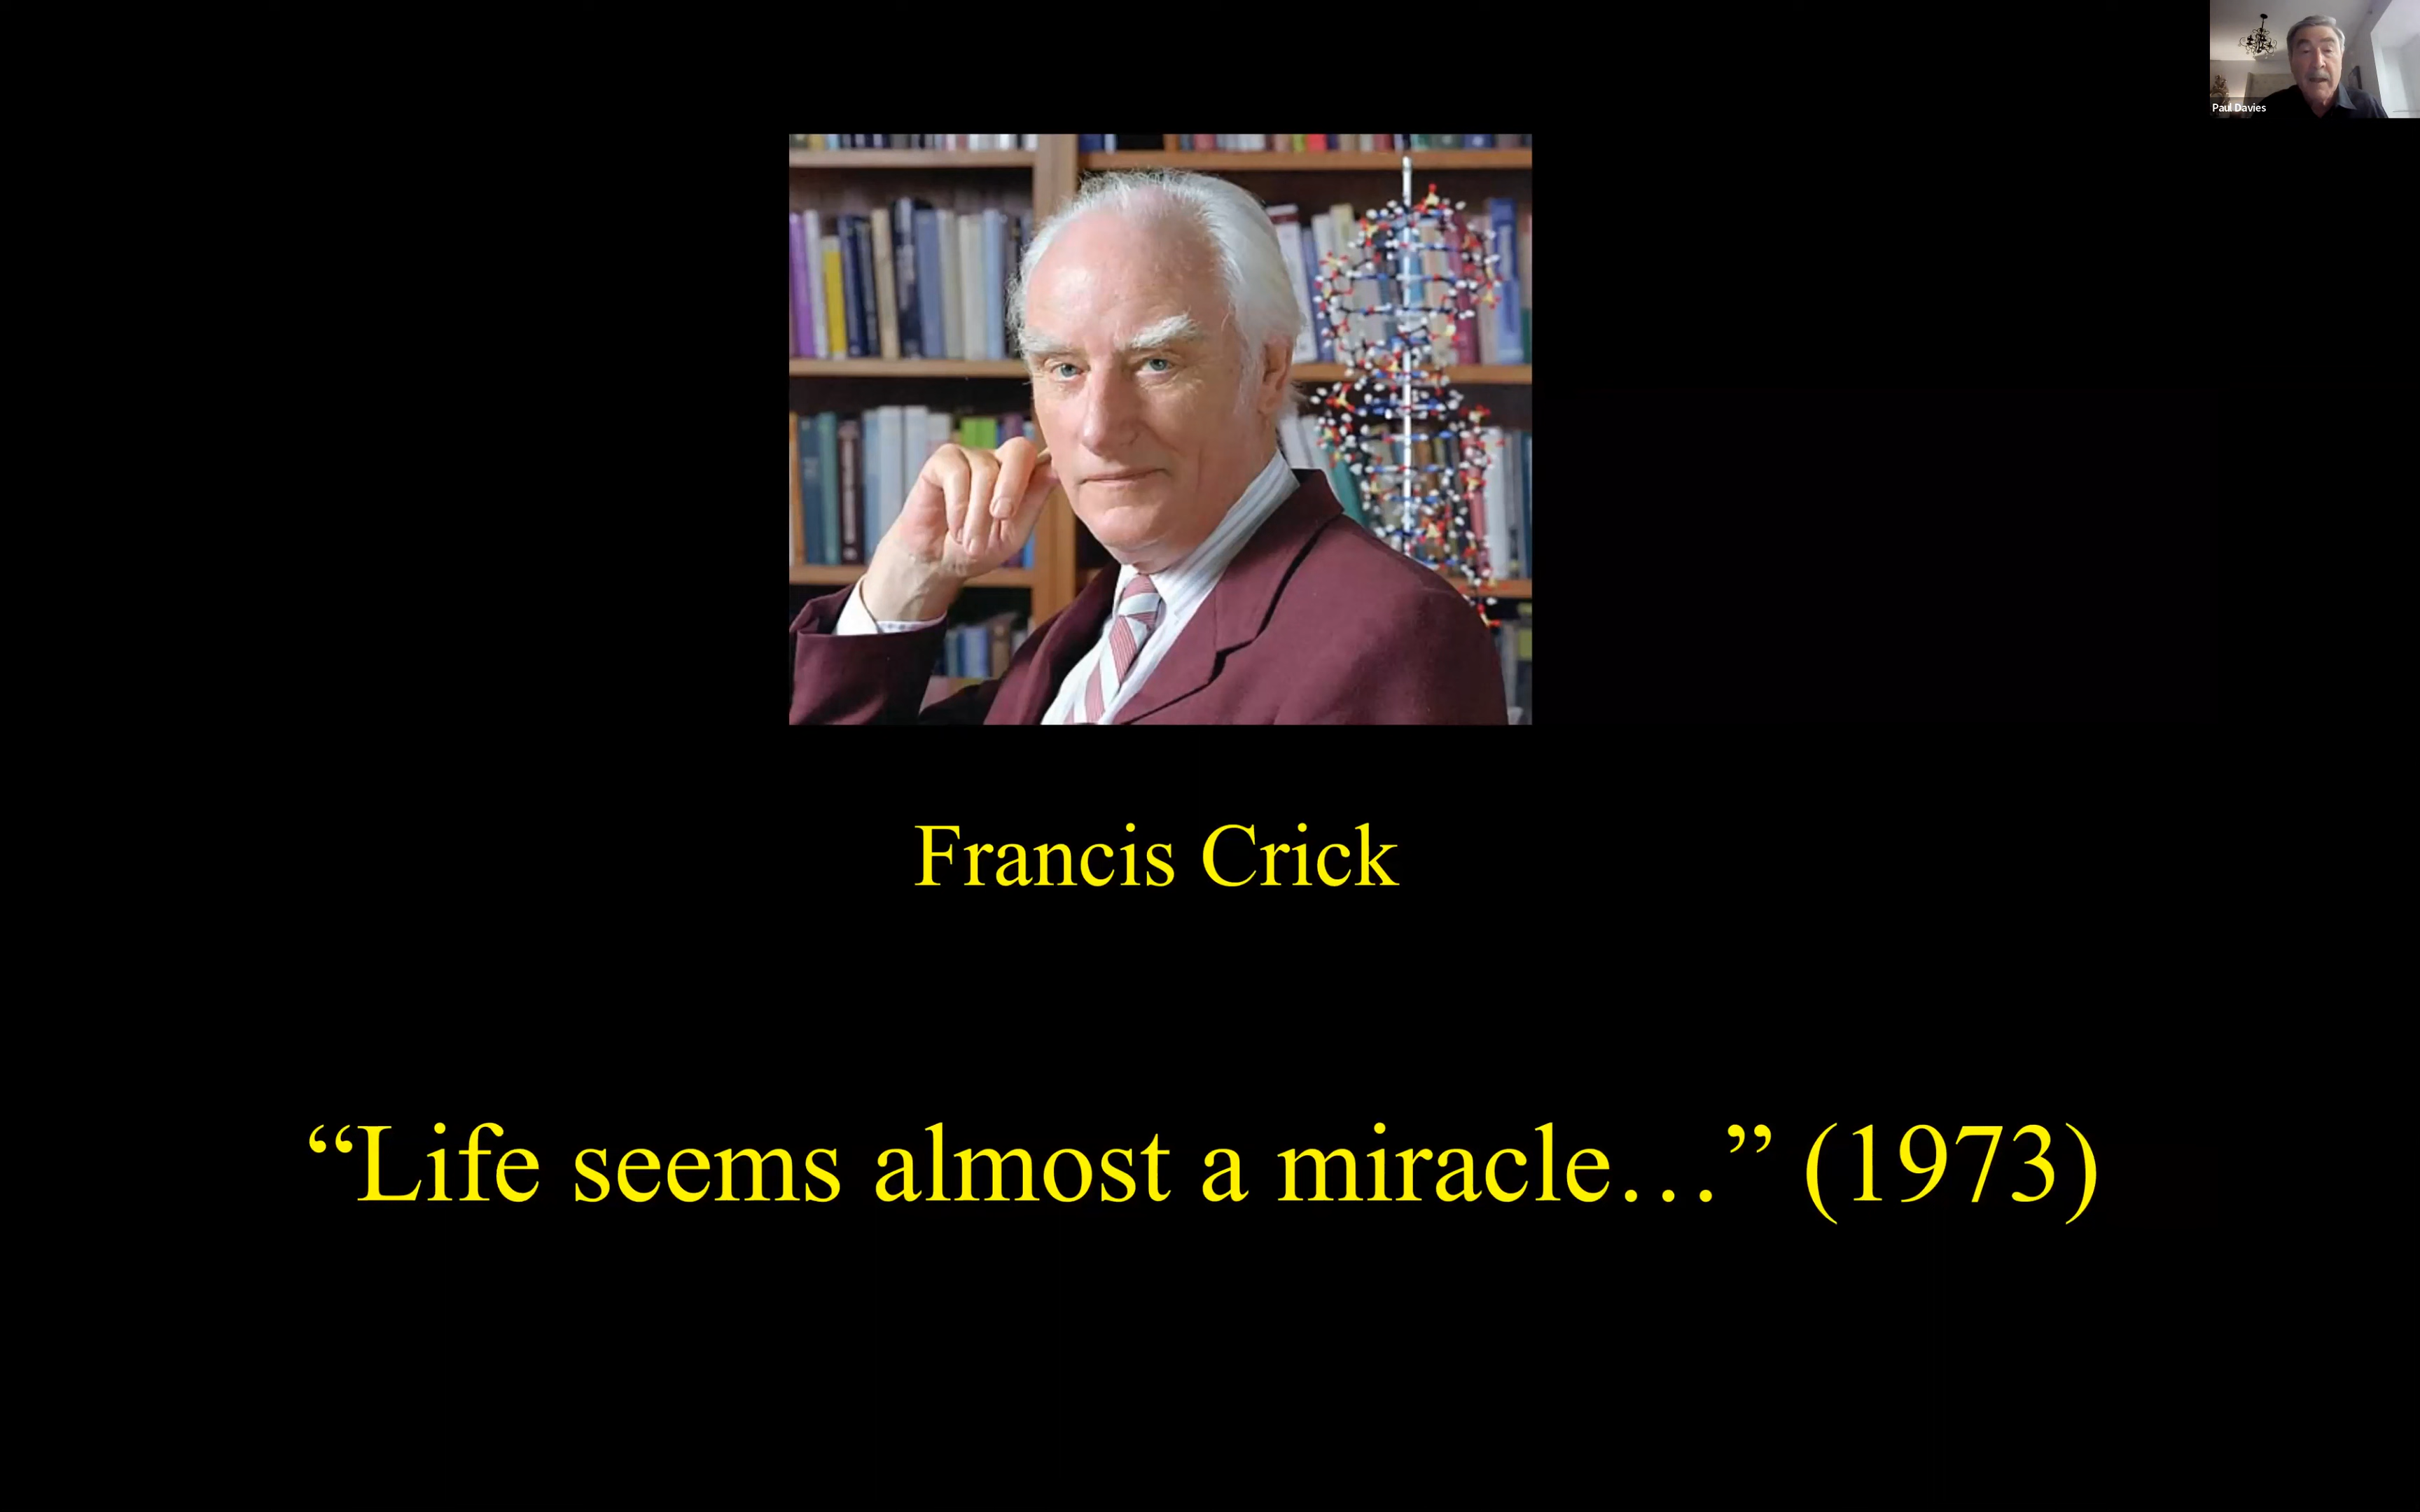 Paul Davies
Francis Crick
“Life seems almost a miracle…” (1973)